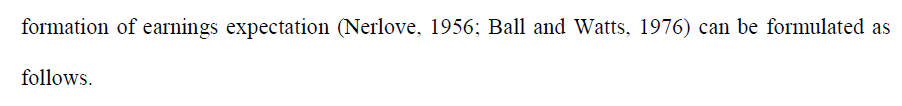 formation of earnings expectation (Nerlove, 1956; Ball and Watts, 1976) can be formulated as
follows.